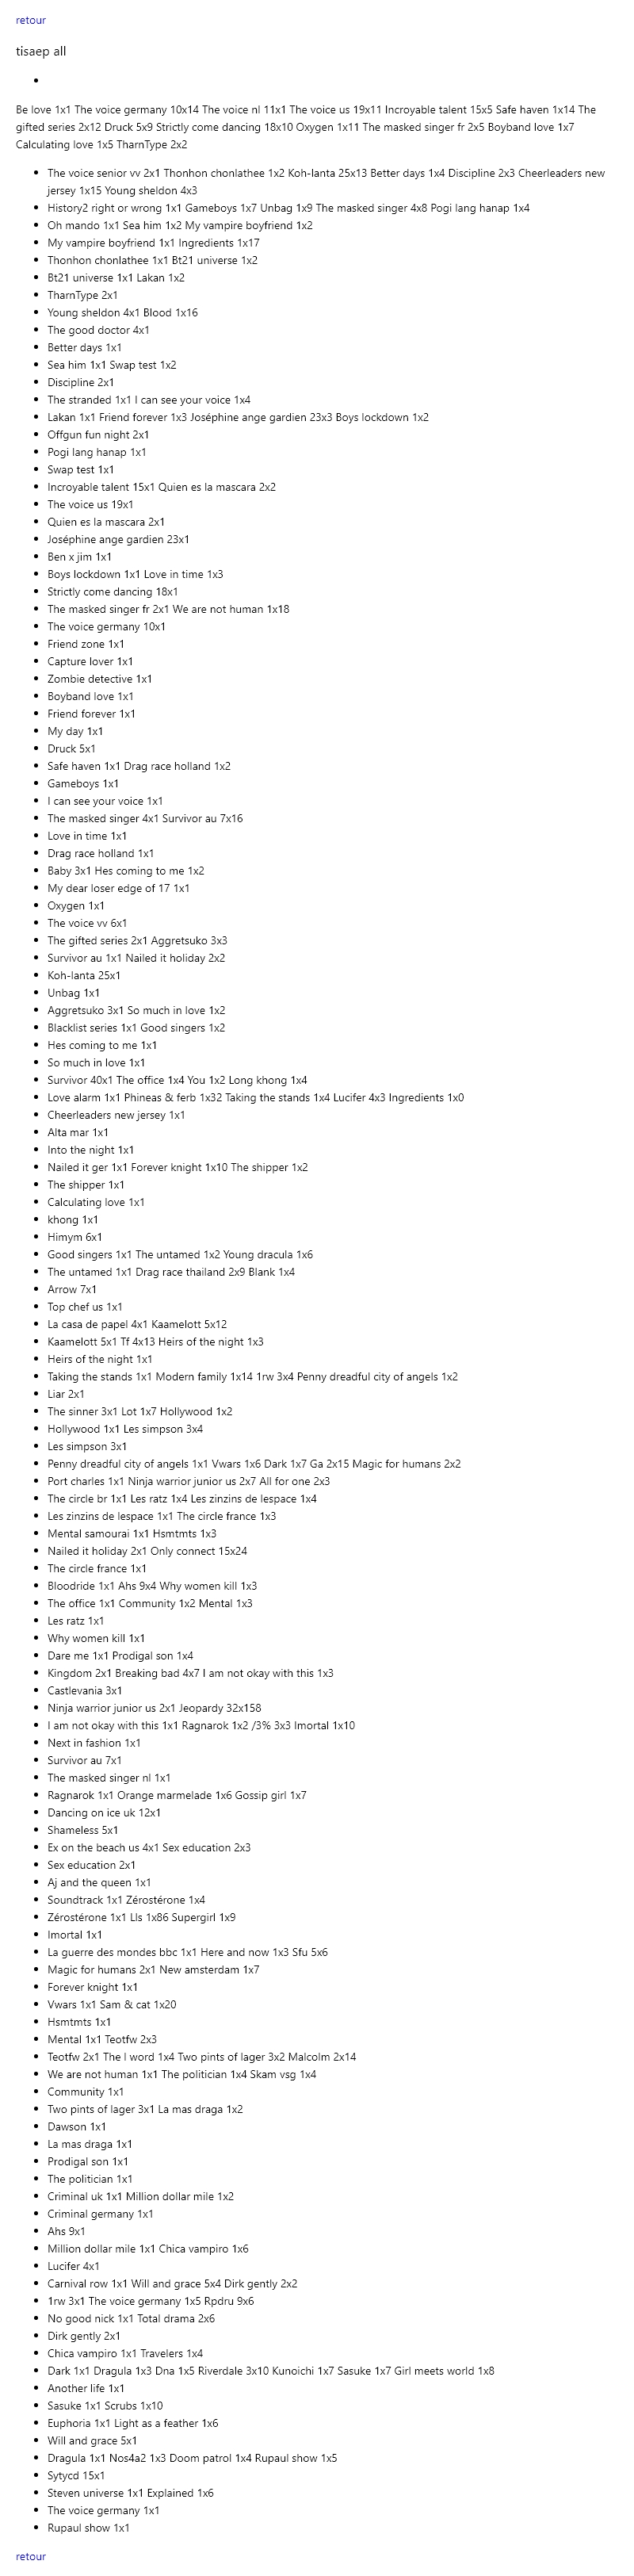 retour
tisaep all
Be love 1x1 The voice germany 10x14 The voice nl 11x1 The voice us 19x11 Incroyable talent 15x5 Safe haven 1x14 The
gifted series 2x12 Druck 5x9 Strictly come dancing 18x10 Oxygen 1x11 The masked singer fr 2x5 Boyband love 1x7
Calculating love 1x5 TharnType 2x2
The voice senior vv 2x1 Thonhon chonlathee 1x2 Koh-lanta 25x13 Better days 1x4 Discipline 2x3 Cheerleaders new
jersey 1x15 Young sheldon 4x3
History2 right or wrong 1x1 Gameboys 1x7 Unbag 1x9 The masked singer 4x8 Pogi lang hanap 1x4
Oh mando 1x1 Sea him 1x2 My vampire boyfriend 1x2
My vampire boyfriend 1x1 Ingredients 1x17
Thonhon chonlathee 1x1 Bt21 universe 1x2
Bt21 universe 1x1 Lakan 1x2
TharnType 2x1
Young sheldon 4x1 Blood 1x16
The good doctor 4x1
Better days 1x1
Sea him 1x1 Swap test 1x2
Discipline 2x1
The stranded 1x1 I can see your voice 1x4
Lakan 1x1 Friend forever 1x3 Joséphine ange gardien 23x3 Boys lockdown 1x2
Offgun fun night 2x1
Pogi lang hanap 1x1
Swap test 1x1
Incroyable talent 15x1 Quien es la mascara 2x2
The voice us 19x1
Quien es la mascara 2x1
Joséphine ange gardien 23x1
Ben x jim 1x1
Boys lockdown 1x1 Love in time 1x3
Strictly come dancing 18x1
The masked singer fr 2x1 We are not human 1x18
The voice germany 10x1
Friend zone 1x1
Capture lover 1x1
Zombie detective 1x1
Boyband love 1x1
Friend forever 1x1
My day 1x1
Druck 5x1
Safe haven 1x1 Drag race holland 1x2
Gameboys 1x1
I can see your voice 1x1
The masked singer 4x1 Survivor au 7x16
Love in time 1x1
Drag race holland 1x1
Baby 3x1 Hes coming to me 1x2
My dear loser edge of 17 1x1
Oxygen 1x1
The voice vv 6x1
The gifted series 2x1 Aggretsuko 3x3
Survivor au 1x1 Nailed it holiday 2x2
Koh-lanta 25x1
Unbag 1x1
Aggretsuko 3x1 So much in love 1x2
Blacklist series 1x1 Good singers 1x2
Hes coming to me 1x1
So much in love 1x1
Survivor 40x1 The office 1x4 You 1x2 Long khong 1x4
Love alarm 1x1 Phineas & ferb 1x32 Taking the stands 1x4 Lucifer 4x3 Ingredients 1x0
Cheerleaders new jersey 1x1
Alta mar 1x1
Into the night 1x1
Nailed it ger 1x1 Forever knight 1x10 The shipper 1x2
The shipper 1x1
Calculating love 1x1
khong 1x1
Himym 6x1
Good singers 1x1 The untamed 1x2 Young dracula 1x6
The untamed 1x1 Drag race thailand 2x9 Blank 1x4
Arrow 7x1
Top chef us 1x1
La casa de papel 4x1 Kaamelott 5x12
Kaamelott 5x1 Tf 4x13 Heirs of the night 1x3
Heirs of the night 1x1
Taking the stands 1x1 Modern family 1x14 1rw 3x4 Penny dreadful city of angels 1x2
Liar 2x1
The sinner 3x1 Lot 1x7 Hollywood 1x2
Hollywood 1x1 Les simpson 3x4
Les simpson 3x1
Penny dreadful city of angels 1x1 Vwars 1x6 Dark 1x7 Ga 2x15 Magic for humans 2x2
Port charles 1x1 Ninja warrior junior us 2x7 All for one 2x3
The circle br 1x1 Les ratz 1x4 Les zinzins de lespace 1x4
Les zinzins de lespace 1x1 The circle france 1x3
Mental samourai 1x1 Hsmtmts 1x3
Nailed it holiday 2x1 Only connect 15x24
The circle france 1x1
Bloodride 1x1 Ahs 9x4 Why women kill 1x3
The office 1x1 Community 1x2 Mental 1x3
Les ratz 1x1
Why women kill 1x1
Dare me 1x1 Prodigal son 1x4
Kingdom 2x1 Breaking bad 4x7 I am not okay with this 1x3
Castlevania 3x1
Ninja warrior junior us 2x1 Jeopardy 32x158
I am not okay with this 1x1 Ragnarok 1x2 /3% 3x3 Imortal 1x10
Next in fashion 1x1
Survivor au 7x1
The masked singer nl 1x1
Ragnarok 1x1 Orange marmelade 1x6 Gossip girl 1x7
Dancing on ice uk 12x1
Shameless 5x1
Ex on the beach us 4x1 Sex education 2x3
Sex education 2x1
Aj and the queen 1x1
Soundtrack 1x1 Zérostérone 1x4
Zérostérone 1x1 Lls 1x86 Supergirl 1x9
Imortal 1x1
La guerre des mondes bbc 1x1 Here and now 1x3 Sfu 5x6
Magic for humans 2x1 New amsterdam 1x7
Forever knight 1x1
Vwars 1x1 Sam & cat 1x20
Hsmtmts 1x1
Mental 1x1 Teotfw 2x3
Teotfw 2x1 The l word 1x4 Two pints of lager 3x2 Malcolm 2x14
We are not human 1x1 The politician 1x4 Skam vsg 1x4
Community 1x1
Two pints of lager 3x1 La mas draga 1x2
Dawson 1x1
La mas draga 1x1
Prodigal son 1x1
The politician 1x1
Criminal uk 1x1 Million dollar mile 1x2
Criminal germany 1x1
Ahs 9x1
Million dollar mile 1x1 Chica vampiro 1x6
Lucifer 4x1
Carnival row 1x1 Will and grace 5x4 Dirk gently 2x2
1rw 3x1 The voice germany 1x5 Rpdru 9x6
No good nick 1x1 Total drama 2x6
Dirk gently 2x1
Chica vampiro 1x1 Travelers 1x4
Dark 1x1 Dragula 1x3 Dna 1x5 Riverdale 3x10 Kunoichi 1x7 Sasuke 1x7 Girl meets world 1x8
Another life 1x1
Sasuke 1x1 Scrubs 1x10
Euphoria 1x1 Light as a feather 1x6
Will and grace 5x1
Dragula 1x1 Nos4a2 1x3 Doom patrol 1x4 Rupaul show 1x5
Sytycd 15x1
Steven universe 1x1 Explained 1x6
The voice germany 1x1
Rupaul show 1x1
retour